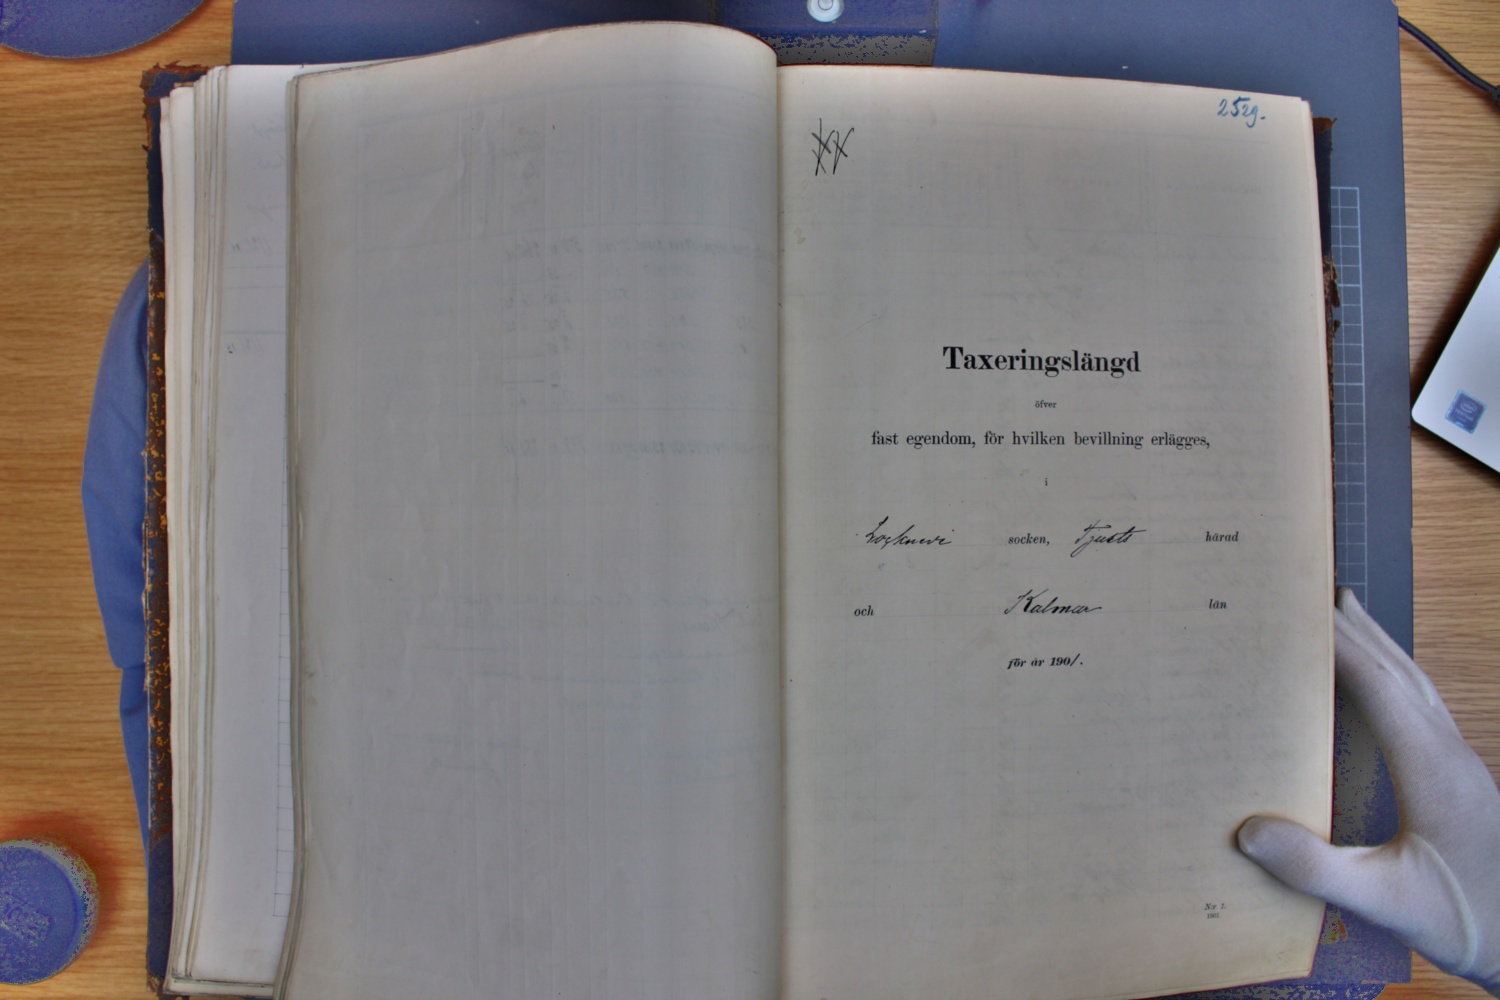 2529.
Taxeringslängd
öfver
fast egendom, för hvilken bevillning erlägges,
i
Locknevi socken, Tjusts härad
och Kalmar län
för år 1901.
N:r 1.
1901.